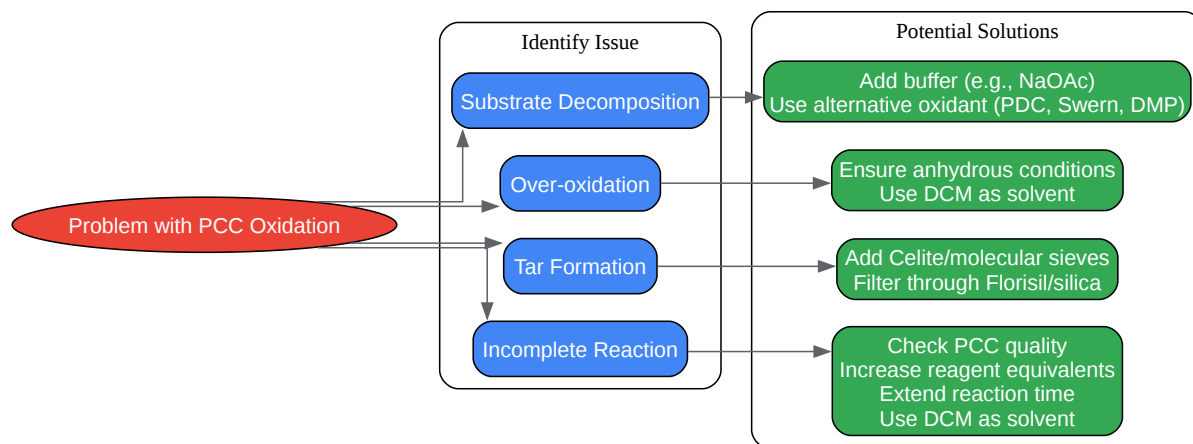 Identify Issue
Potential Solutions
Problem with PCC Oxidation
Substrate Decomposition
Over-oxidation
Tar Formation
Incomplete Reaction
Add buffer (e.g., NaOAc)
Use alternative oxidant (PDC, Swern, DMP)
Ensure anhydrous conditions
Use DCM as solvent
Add Celite/molecular sieves
Filter through Florisil/silica
Check PCC quality
Increase reagent equivalents
Extend reaction time
Use DCM as solvent